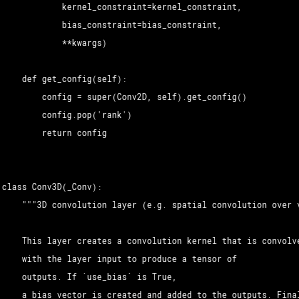 kernel_constraint=kernel_constraint,
bias_constraint=bias_constraint,
**kwargs)
def get_config(self):
config = super(Conv2D, self).get_config()
config.pop('rank')
return config
class Conv3D(_Conv):
"""3D convolution layer (e.g. spatial convolution over
This layer creates a convolution kernel that is convolve
with the layer input to produce a tensor of
outputs. If `use_bias` is True,
a bias vector is created and added to the outputs. Final